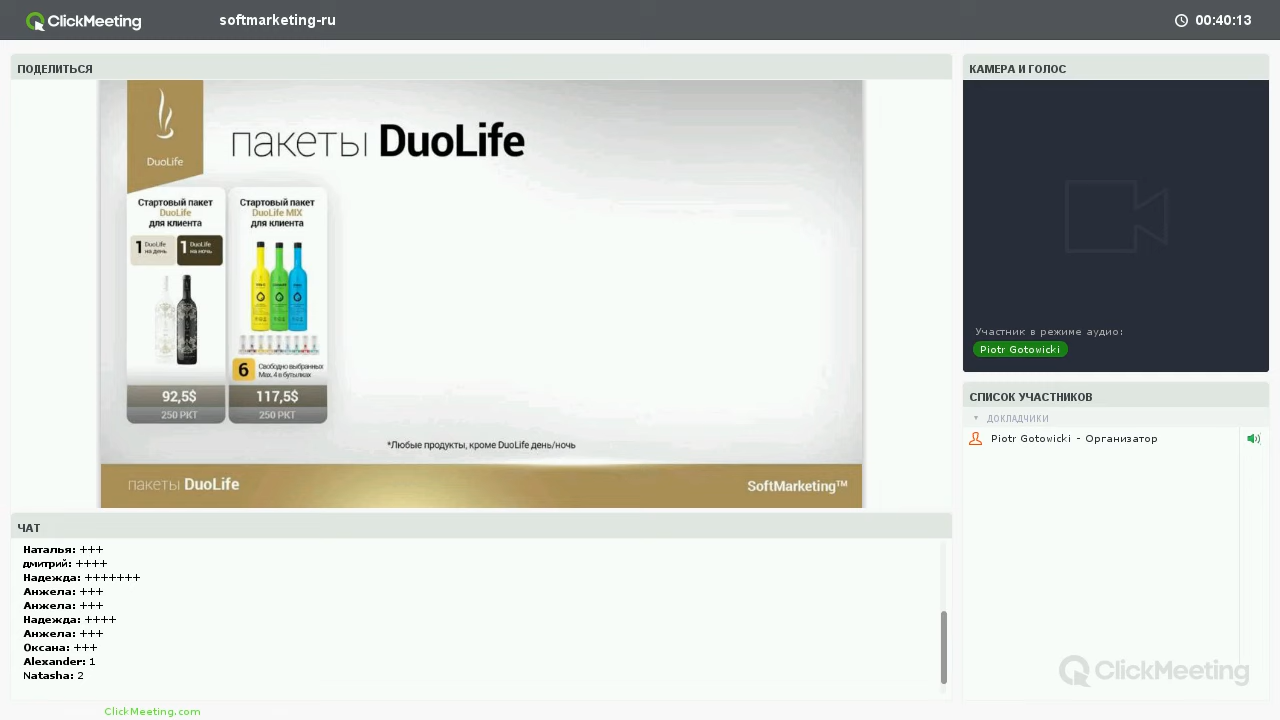 ClickMeeting
softmarketing-ru
00:40:13
ПОДЕЛИТЬСЯ
DuoLife
пакеты DuoLife
Стартовый пакет
DuoLife
для клиента
1 DuoLife
на день
1 DuoLife
на ночь
92,5$
250 PKT
Стартовый пакет
DuoLife MIX
для клиента
6 Свободно выбранных
Max. 4 в бутылках
117,5$
250 PKT
*Любые продукты, кроме DuoLife день/ночь
пакеты DuoLife
SoftMarketing™
КАМЕРА И ГОЛОС
Участник в режиме аудио:
Piotr Gotowicki
СПИСОК УЧАСТНИКОВ
ДОКЛАДЧИКИ
Piotr Gotowicki - Организатор
ЧАТ
Наталья: +++
дмитрий: ++++
Надежда: +++++++
Анжела: +++
Анжела: +++
Надежда: ++++
Анжела: +++
Оксана: +++
Alexander: 1
Natasha: 2
ClickMeeting
ClickMeeting.com